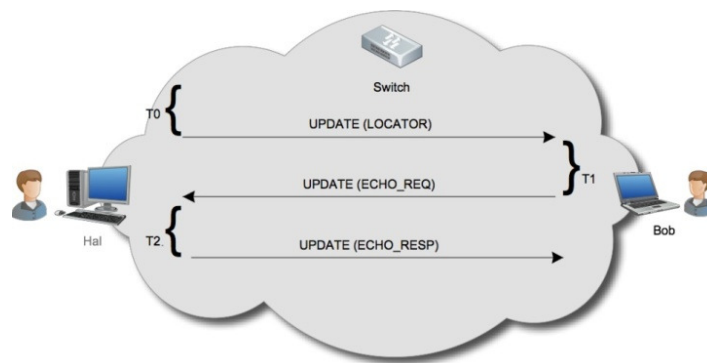 Switch
T0
UPDATE (LOCATOR)
T1
UPDATE (ECHO_REQ)
Hal
Bob
T2
UPDATE (ECHO_RESP)